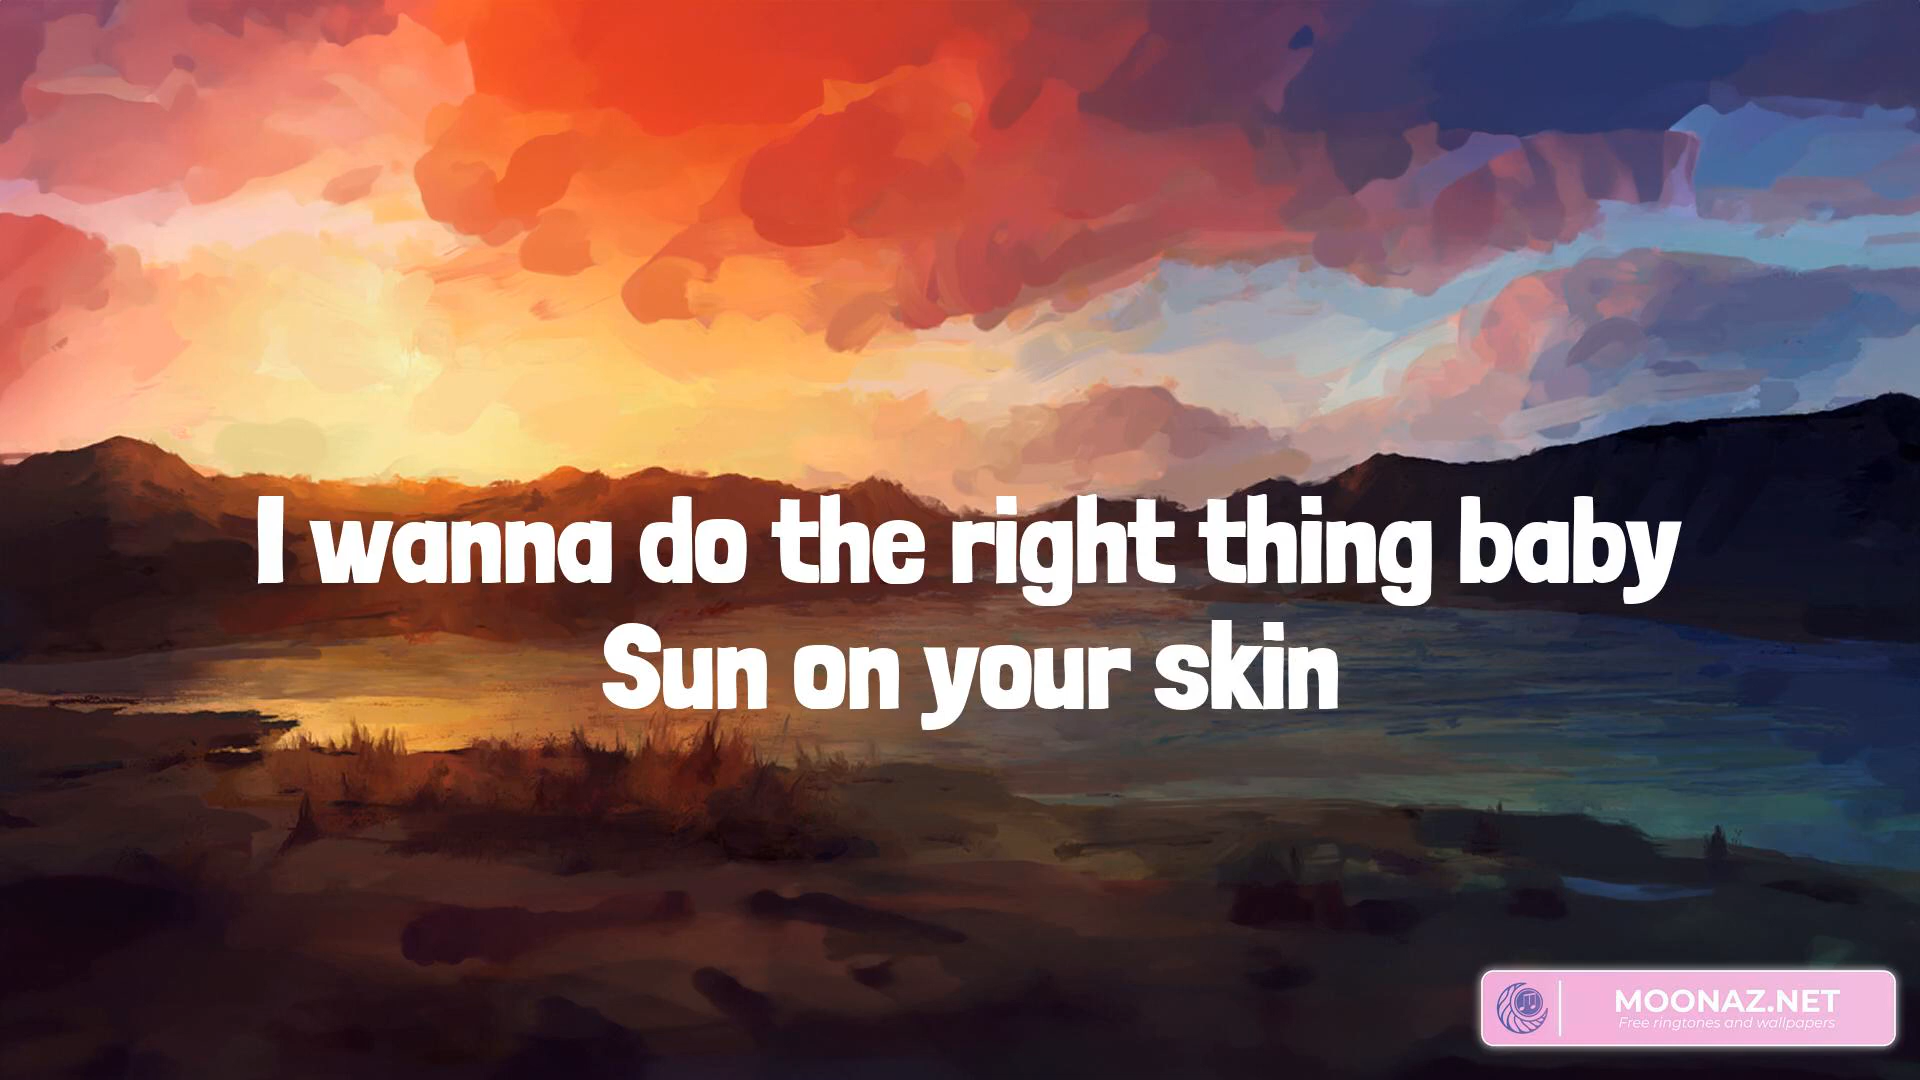 I wanna do the right thing baby
Sun on your skin
MOONAZ.NET
Free ringtones and wallpapers